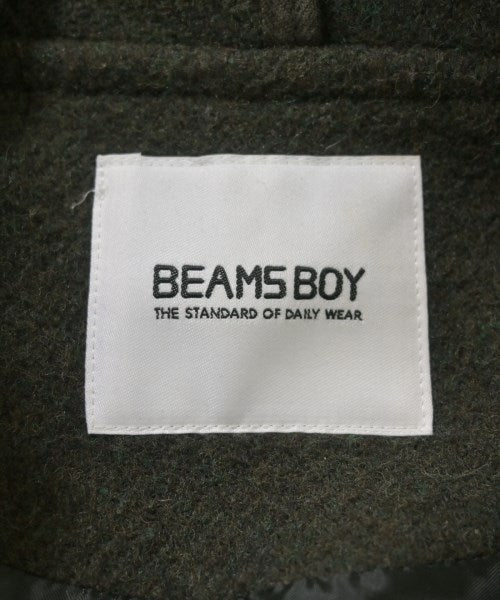 BEAMS BOY
THE STANDARD OF DAILY WEAR